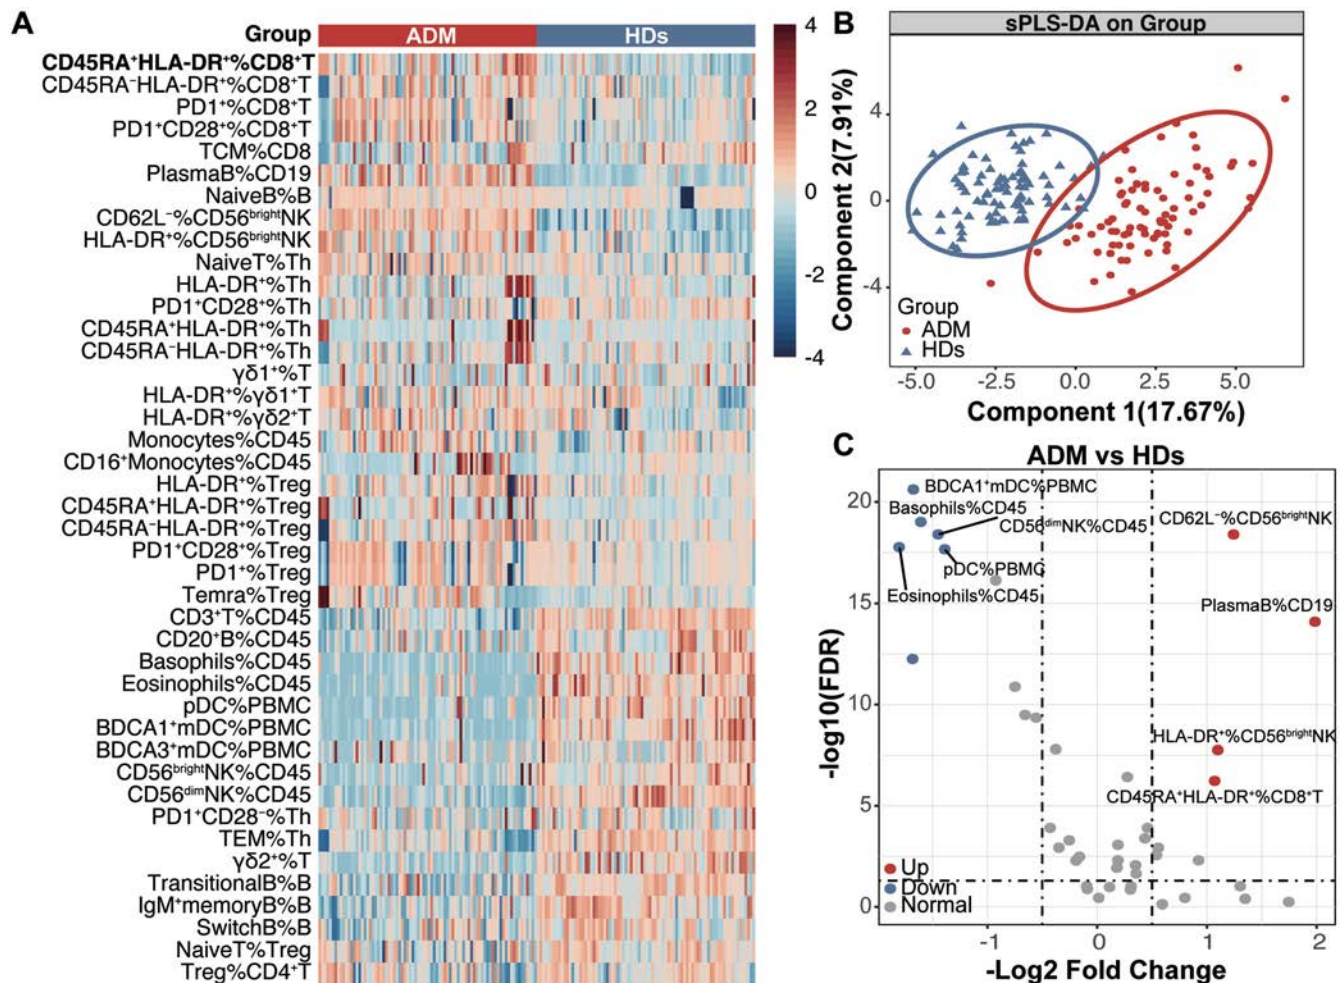 A
Group
ADM
HDs
CD45RA⁺HLA-DR⁺%CD8⁺T
CD45RA⁻HLA-DR⁺%CD8⁺T
PD1⁺%CD8⁺T
PD1⁺CD28⁺%CD8⁺T
TCM%CD8
PlasmaB%CD19
NaiveB%B
CD62L⁻%CD56ᵇʳⁱᵍʰᵗNK
HLA-DR⁺%CD56ᵇʳⁱᵍʰᵗNK
NaiveT%Th
HLA-DR⁺%Th
PD1⁺CD28⁺%Th
CD45RA⁺HLA-DR⁺%Th
CD45RA⁻HLA-DR⁺%Th
γδ1⁺%T
HLA-DR⁺%γδ1⁺T
HLA-DR⁺%γδ2⁺T
Monocytes%CD45
CD16⁺Monocytes%CD45
HLA-DR⁺%Treg
CD45RA⁺HLA-DR⁺%Treg
CD45RA⁻HLA-DR⁺%Treg
PD1⁺CD28⁺%Treg
PD1⁺%Treg
Temra%Treg
CD3⁺T%CD45
CD20⁺B%CD45
Basophils%CD45
Eosinophils%CD45
pDC%PBMC
BDCA1⁺mDC%PBMC
BDCA3⁺mDC%PBMC
CD56ᵇʳⁱᵍʰᵗNK%CD45
CD56ᵈⁱᵐNK%CD45
PD1⁺CD28⁻%Th
TEM%Th
γδ2⁺%T
TransitionalB%B
IgM⁺memoryB%B
SwitchB%B
NaiveT%Treg
Treg%CD4⁺T
4
2
0
-2
-4
B
sPLS-DA on Group
Component 2(7.91%)
4
0
-4
Group
ADM
HDs
-5.0
-2.5
0.0
2.5
5.0
Component 1(17.67%)
C
ADM vs HDs
-log10(FDR)
20
15
10
5
0
BDCA1⁺mDC%PBMC
Basophils%CD45
CD56ᵈⁱᵐNK%CD45
pDC%PBMC
Eosinophils%CD45
CD62L⁻%CD56ᵇʳⁱᵍʰᵗNK
PlasmaB%CD19
HLA-DR⁺%CD56ᵇʳⁱᵍʰᵗNK
CD45RA⁺HLA-DR⁺%CD8⁺T
Up
Down
Normal
-1
0
1
2
-Log2 Fold Change